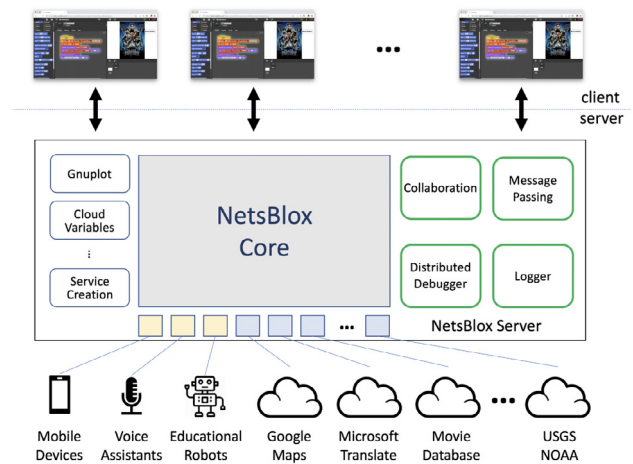 client
server
Gnuplot
Cloud
Variables
Service
Creation
NetsBlox
Core
Collaboration
Message
Passing
Distributed
Debugger
Logger
NetsBlox Server
Mobile
Devices
Voice
Assistants
Educational
Robots
Google
Maps
Microsoft
Translate
Movie
Database
USGS
NOAA